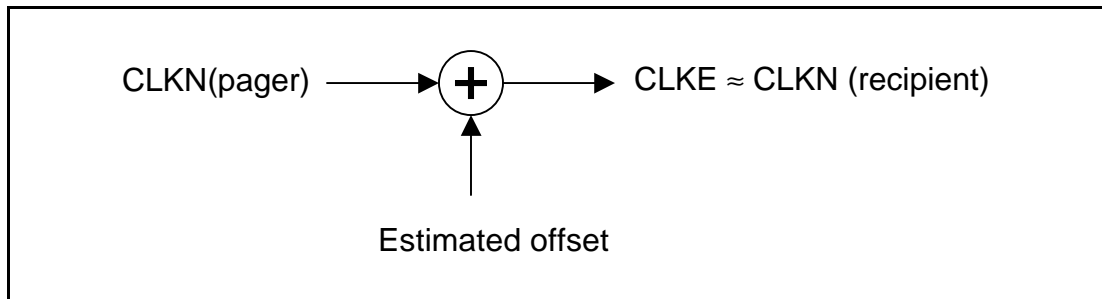 CLKN(pager) + CLKE ≈ CLKN (recipient)
Estimated offset